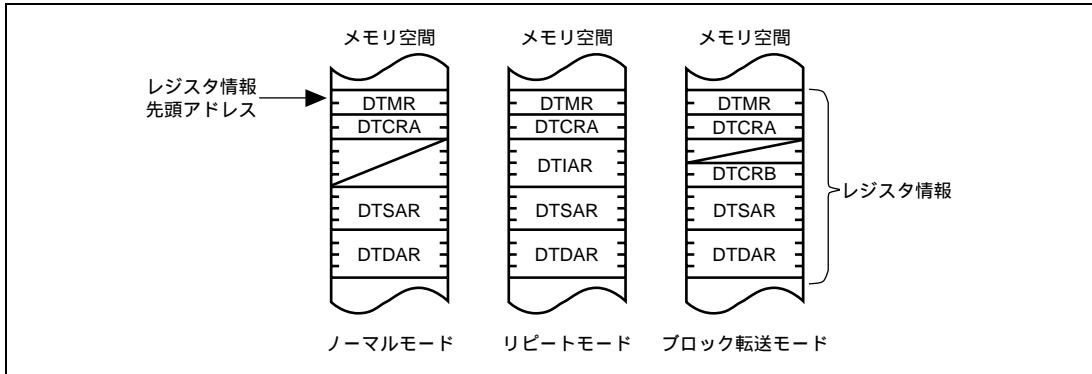 メモリ空間
メモリ空間
メモリ空間
レジスタ情報
先頭アドレス
DTMR
DTMR
DTMR
DTCRA
DTCRA
DTCRA
DTIAR
DTCRB
レジスタ情報
DTSAR
DTSAR
DTSAR
DTDAR
DTDAR
DTDAR
ノーマルモード
リピートモード
ブロック転送モード